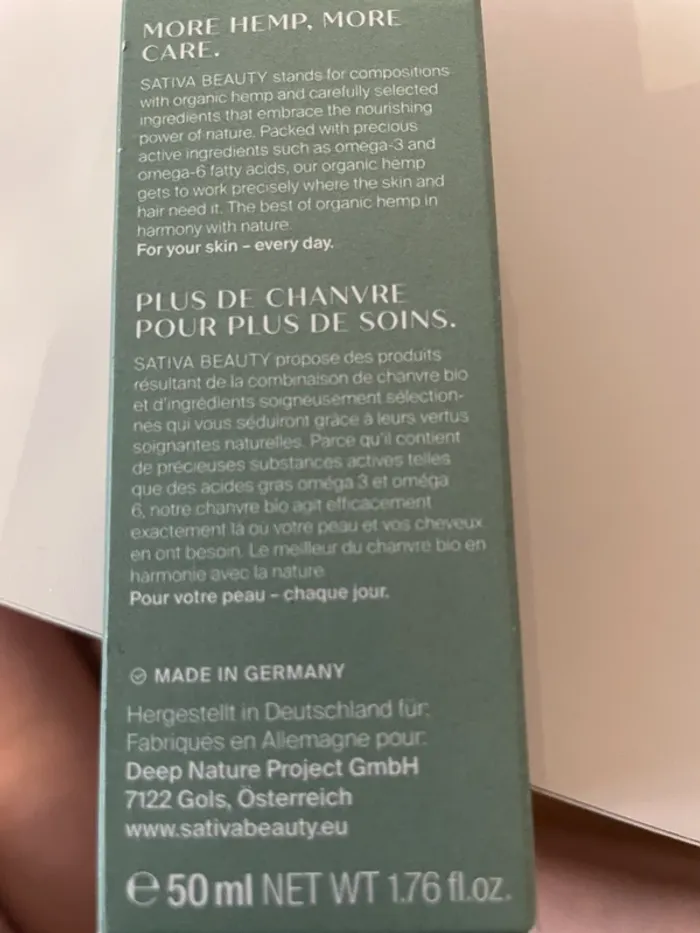 MORE HEMP, MORE
CARE.
SATIVA BEAUTY stands for compositions
with organic hemp and carefully selected
ingredients that embrace the nourishing
power of nature. Packed with precious
active ingredients such as omega-3 and
omega-6 fatty acids, our organic hemp
gets to work precisely where the skin and
hair need it. The best of organic hemp in
harmony with nature.
For your skin – every day.
PLUS DE CHANVRE
POUR PLUS DE SOINS.
SATIVA BEAUTY propose des produits
résultant de la combinaison de chanvre bio
et d'ingrédients soigneusement sélection-
nés qui vous séduiront grâce à leurs vertus
soignantes naturelles. Parce qu'il contient
de précieuses substances actives telles
que des acides gras oméga 3 et oméga
6, notre chanvre bio agit efficacement
exactement là où votre peau et vos cheveux
en ont besoin. Le meilleur du chanvre bio en
harmonie avec la nature.
Pour votre peau – chaque jour.
MADE IN GERMANY
Hergestellt in Deutschland für:
Fabriqués en Allemagne pour:
Deep Nature Project GmbH
7122 Gols, Österreich
www.sativabeauty.eu
℮ 50 ml NET WT 1.76 fl.oz.